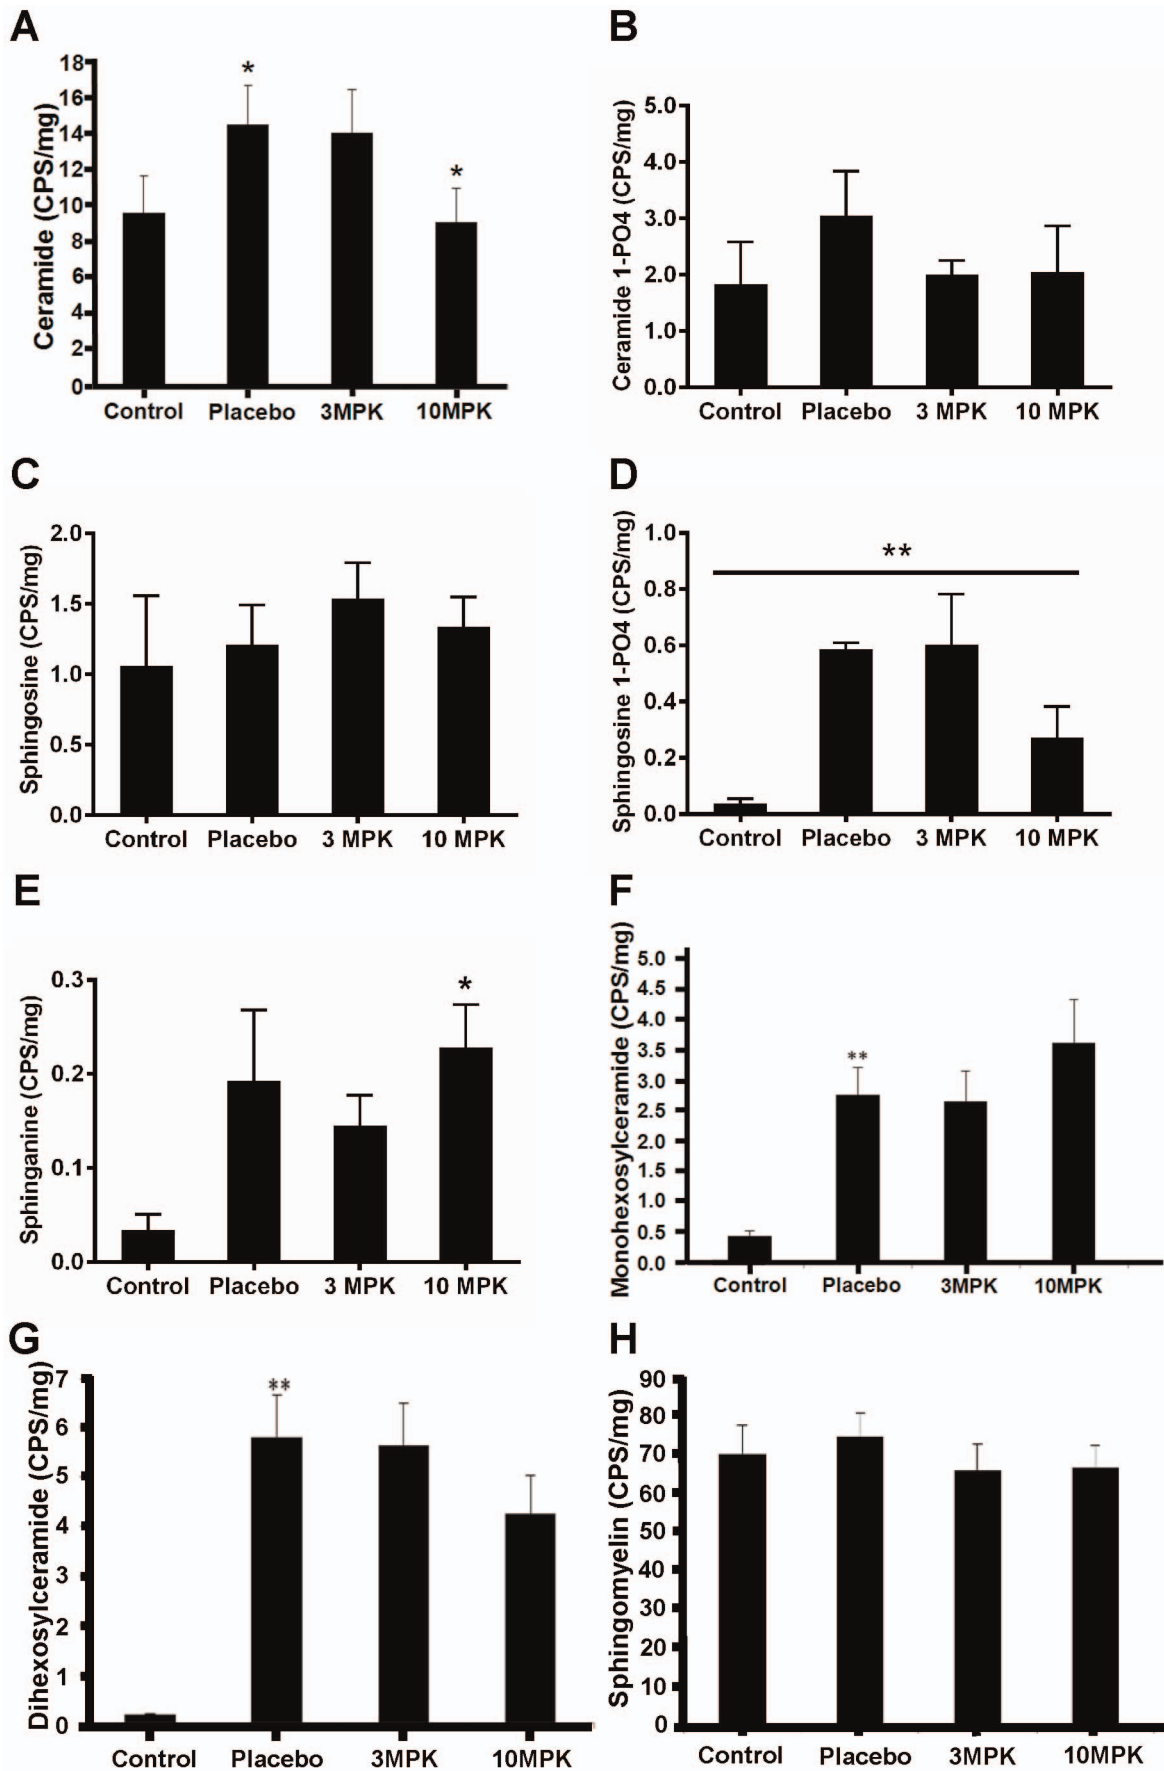 A
Ceramide (CPS/mg)
18
16
14
12
10
8
6
4
2
0
*
*
Control Placebo 3MPK 10MPK
B
Ceramide 1-PO4 (CPS/mg)
5.0
4.0
3.0
2.0
1.0
0.0
Control Placebo 3 MPK 10 MPK
C
Sphingosine (CPS/mg)
2.0
1.5
1.0
0.5
0.0
Control Placebo 3 MPK 10 MPK
D
Sphingosine 1-PO4 (CPS/mg)
1.0
0.8
0.6
0.4
0.2
0.0
**
Control Placebo 3 MPK 10 MPK
E
Sphinganine (CPS/mg)
0.3
0.2
0.1
0.0
*
Control Placebo 3 MPK 10 MPK
F
Monohexosylceramide (CPS/mg)
5.0
4.5
4.0
3.5
3.0
2.5
2.0
1.5
1.0
0.5
0.0
**
Control Placebo 3MPK 10MPK
G
Dihexosylceramide (CPS/mg)
7
6
5
4
3
2
1
0
**
Control Placebo 3MPK 10MPK
H
Sphingomyelin (CPS/mg)
90
80
70
60
50
40
30
20
10
0
Control Placebo 3MPK 10MPK